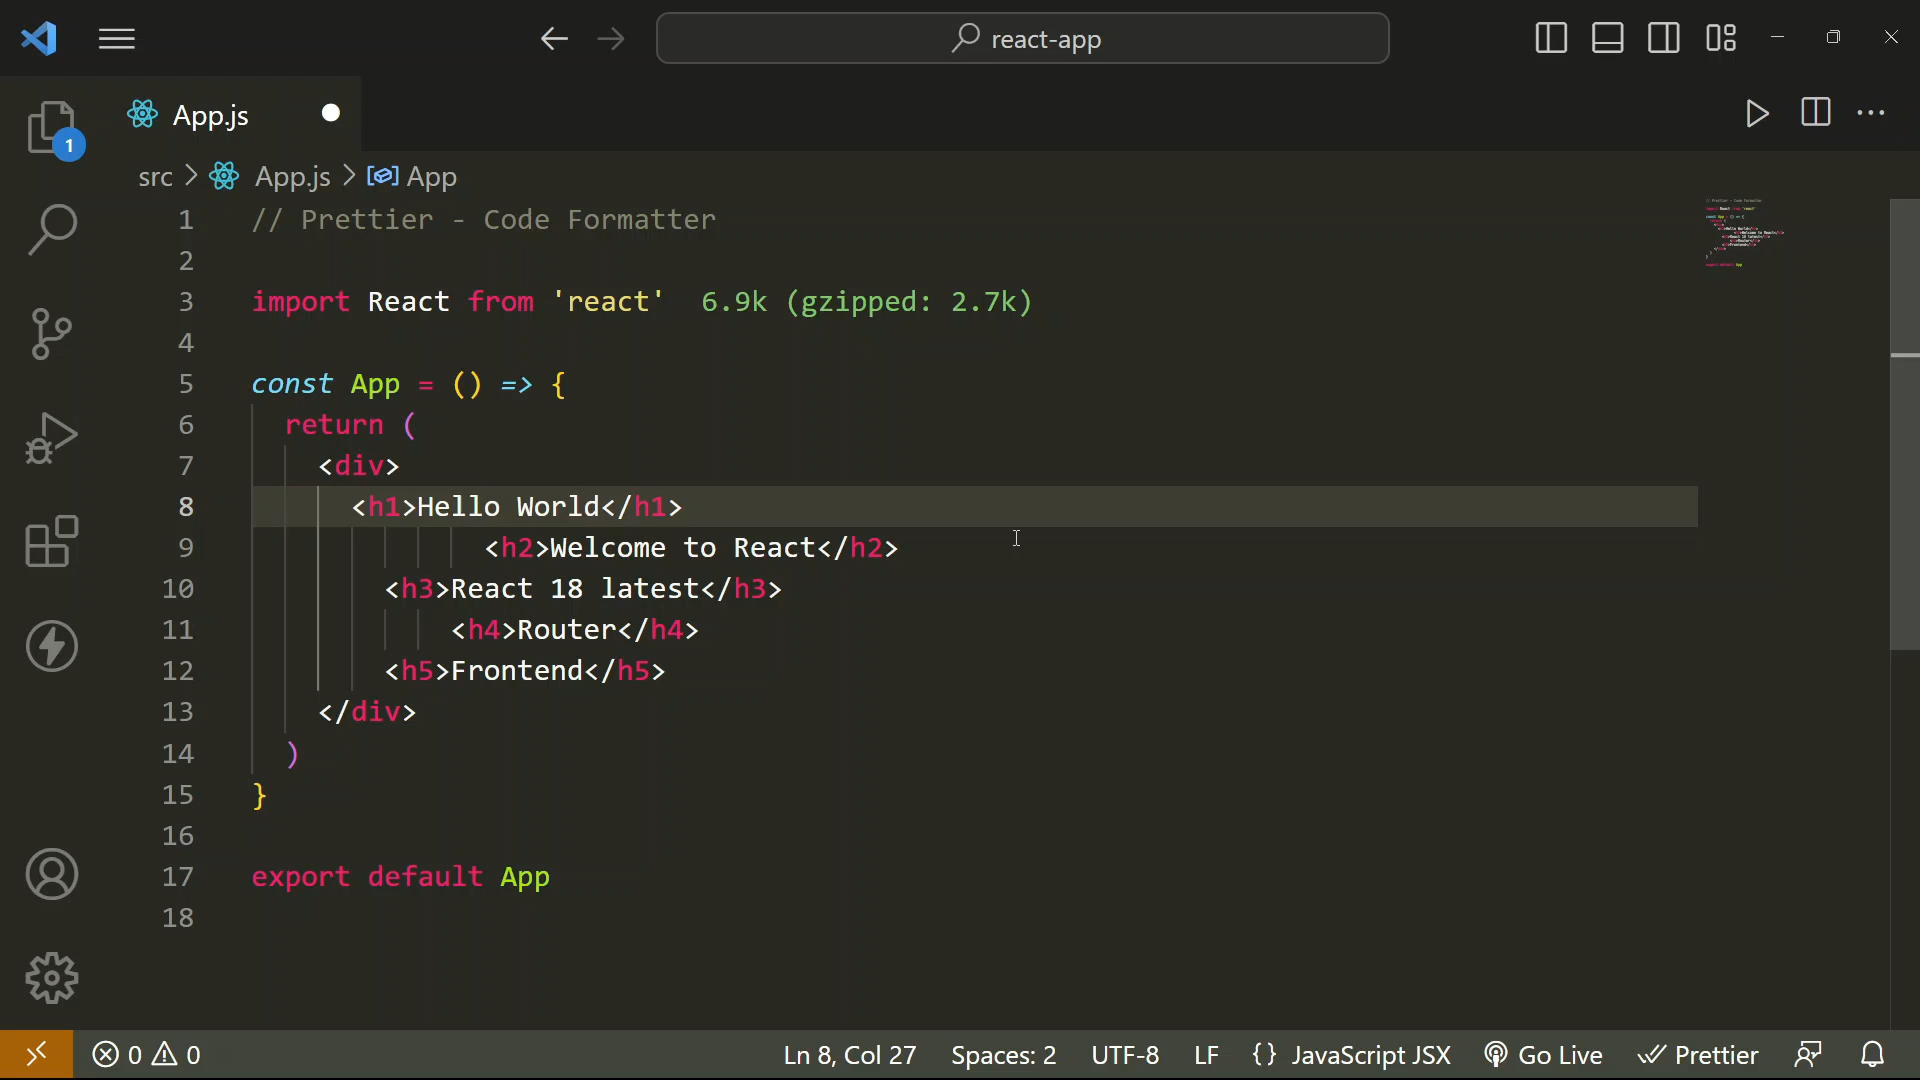 react-app
App.js
1
src > App.js > App
1 // Prettier - Code Formatter
2
3 import React from 'react' 6.9k (gzipped: 2.7k)
4
5 const App = () => {
6 return (
7 <div>
8 <h1>Hello World</h1>
9 <h2>Welcome to React</h2>
10 <h3>React 18 latest</h3>
11 <h4>Router</h4>
12 <h5>Frontend</h5>
13 </div>
14 )
15 }
16
17 export default App
18
0 0 Ln 8, Col 27 Spaces: 2 UTF-8 LF {} JavaScript JSX Go Live Prettier